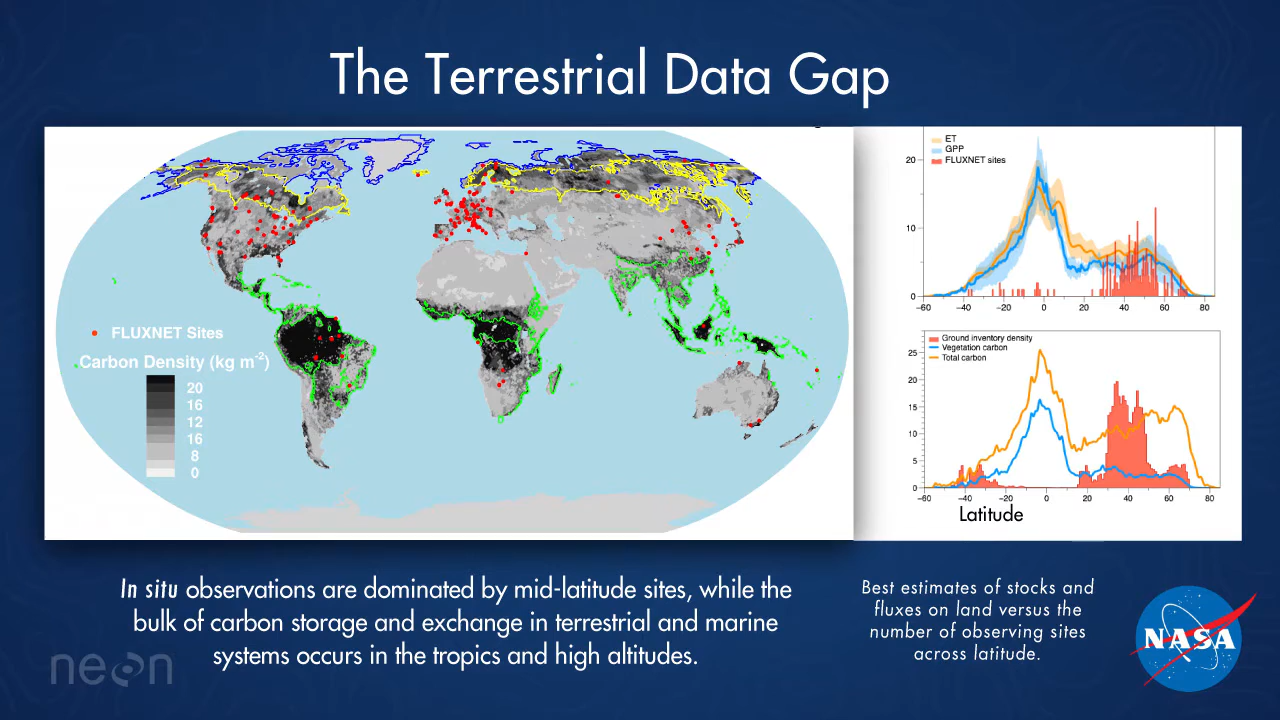 The Terrestrial Data Gap
FLUXNET Sites
Carbon Density (kg m⁻²)
20
16
12
16
8
0
ET
GPP
FLUXNET sites
20
10
0
−60 −40 −20 0 20 40 60 80
Ground inventory density
Vegetation carbon
Total carbon
25
20
15
10
5
0
−60 −40 −20 0 20 40 60 80
Latitude
In situ observations are dominated by mid-latitude sites, while the
bulk of carbon storage and exchange in terrestrial and marine
systems occurs in the tropics and high altitudes.
Best estimates of stocks and
fluxes on land versus the
number of observing sites
across latitude.
neon
NASA